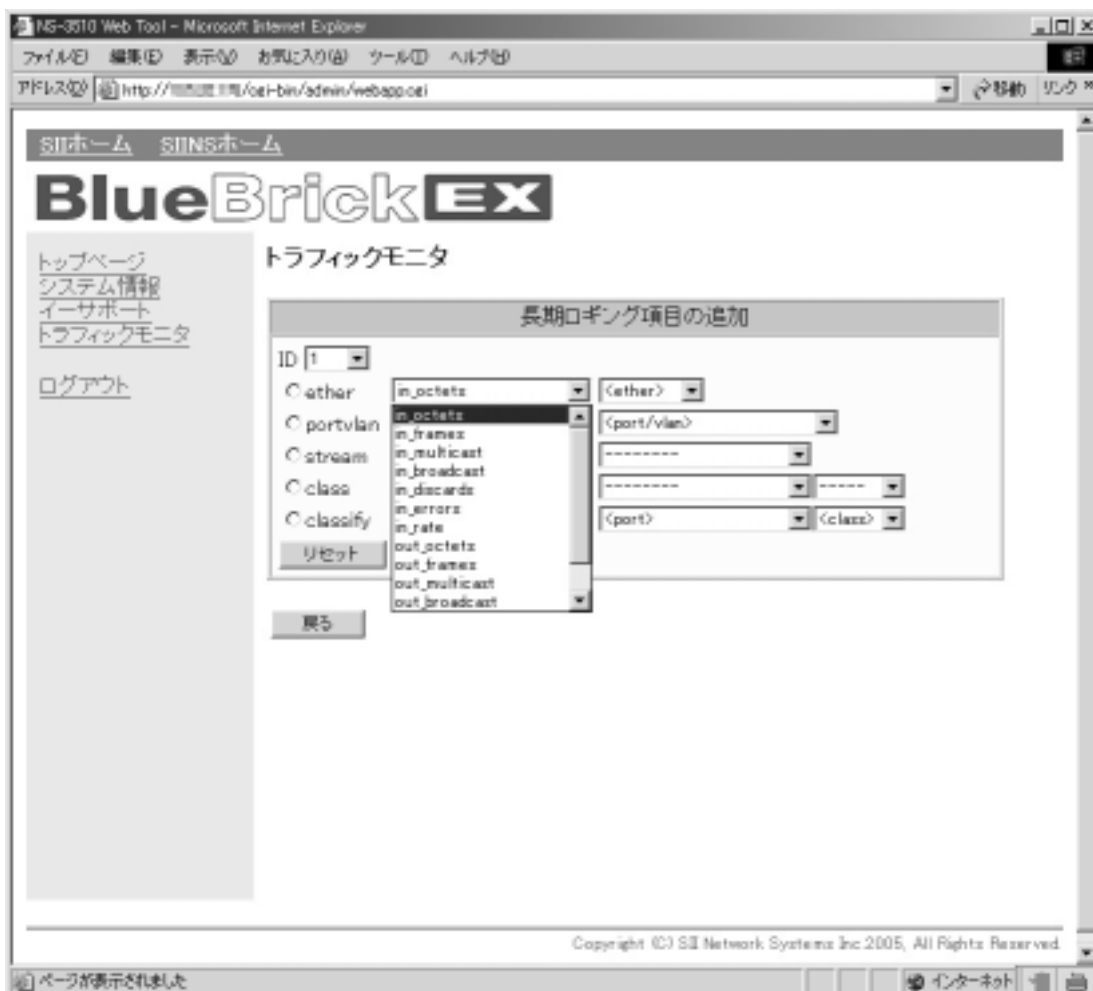 NS-3510 Web Tool - Microsoft Internet Explorer
ファイル(F) 編集(E) 表示(V) お気に入り(A) ツール(T) ヘルプ(H)
アドレス(D) http:// /cgi-bin/admin/webapp.cgi 移動 リンク »
SIIホーム SIINSホーム
BlueBrick EX
トップページ
システム情報
イーサポート
トラフィックモニタ
ログアウト
トラフィックモニタ
長期ロギング項目の追加
ID 1
ether in_octets <ether>
portvlan <port/vlan>
stream --------
class -------- -----
classify <port> <class>
リセット
in_octets
in_frames
in_multicast
in_broadcast
in_discards
in_errors
in_rate
out_octets
out_frames
out_multicast
out_broadcast
戻る
Copyright (C) SII Network Systems Inc.2005, All Rights Reserved.
ページが表示されました インターネット